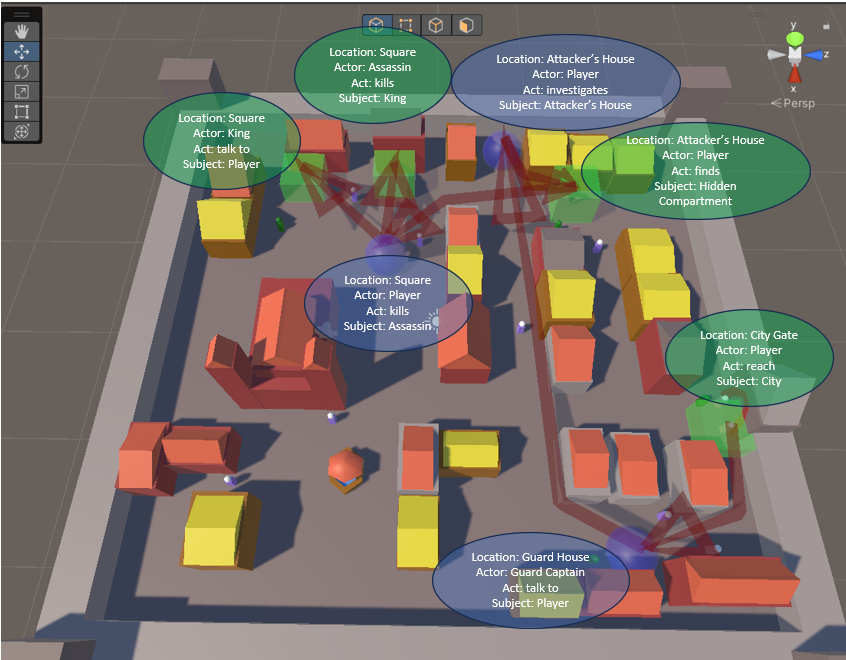 Location: Square
Actor: Assassin
Act: kills
Subject: King
Location: Attacker's House
Actor: Player
Act: investigates
Subject: Attacker's House
y
z
x
Persp
Location: Square
Actor: King
Act: talk to
Subject: Player
Location: Attacker's House
Actor: Player
Act: finds
Subject: Hidden
Compartment
Location: Square
Actor: Player
Act: kills
Subject: Assassin
Location: City Gate
Actor: Player
Act: reach
Subject: City
Location: Guard House
Actor: Guard Captain
Act: talk to
Subject: Player